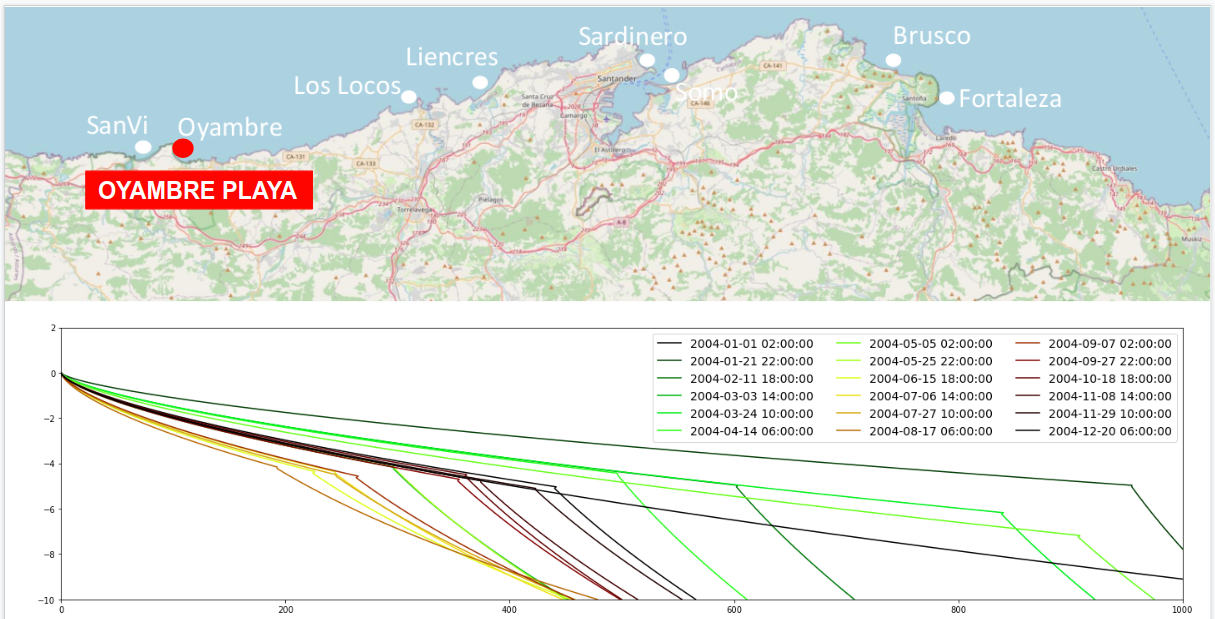 Sardinero
Brusco
Liencres
CA-141
Santander
Los Locos
Somo
Santoña
Fortaleza
CA-146
Santa Cruz
de Bezana
Camargo
SanVi
Oyambre
CA-132
Laredo
El Astillero
CA-131
CA-133
Castro Urdiales
OYAMBRE PLAYA
Torrelavega
Piélagos
A-8
Muskiz
2
0
−2
−4
−6
−8
−10
0
200
400
600
800
1000
2004-01-01 02:00:00
2004-01-21 22:00:00
2004-02-11 18:00:00
2004-03-03 14:00:00
2004-03-24 10:00:00
2004-04-14 06:00:00
2004-05-05 02:00:00
2004-05-25 22:00:00
2004-06-15 18:00:00
2004-07-06 14:00:00
2004-07-27 10:00:00
2004-08-17 06:00:00
2004-09-07 02:00:00
2004-09-27 22:00:00
2004-10-18 18:00:00
2004-11-08 14:00:00
2004-11-29 10:00:00
2004-12-20 06:00:00